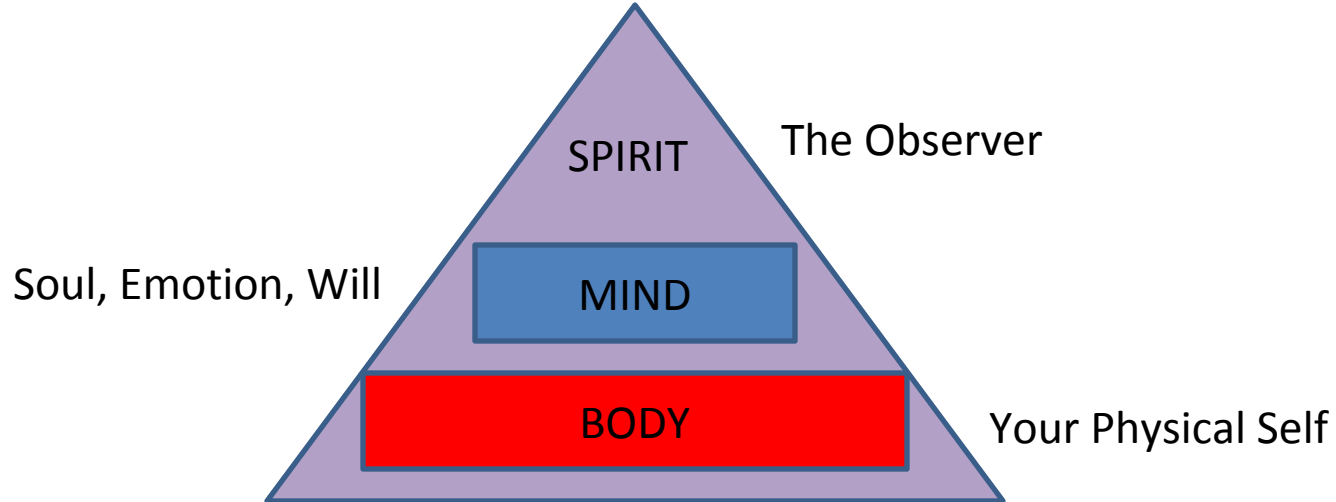 The Observer
SPIRIT
Soul, Emotion, Will
MIND
BODY
Your Physical Self